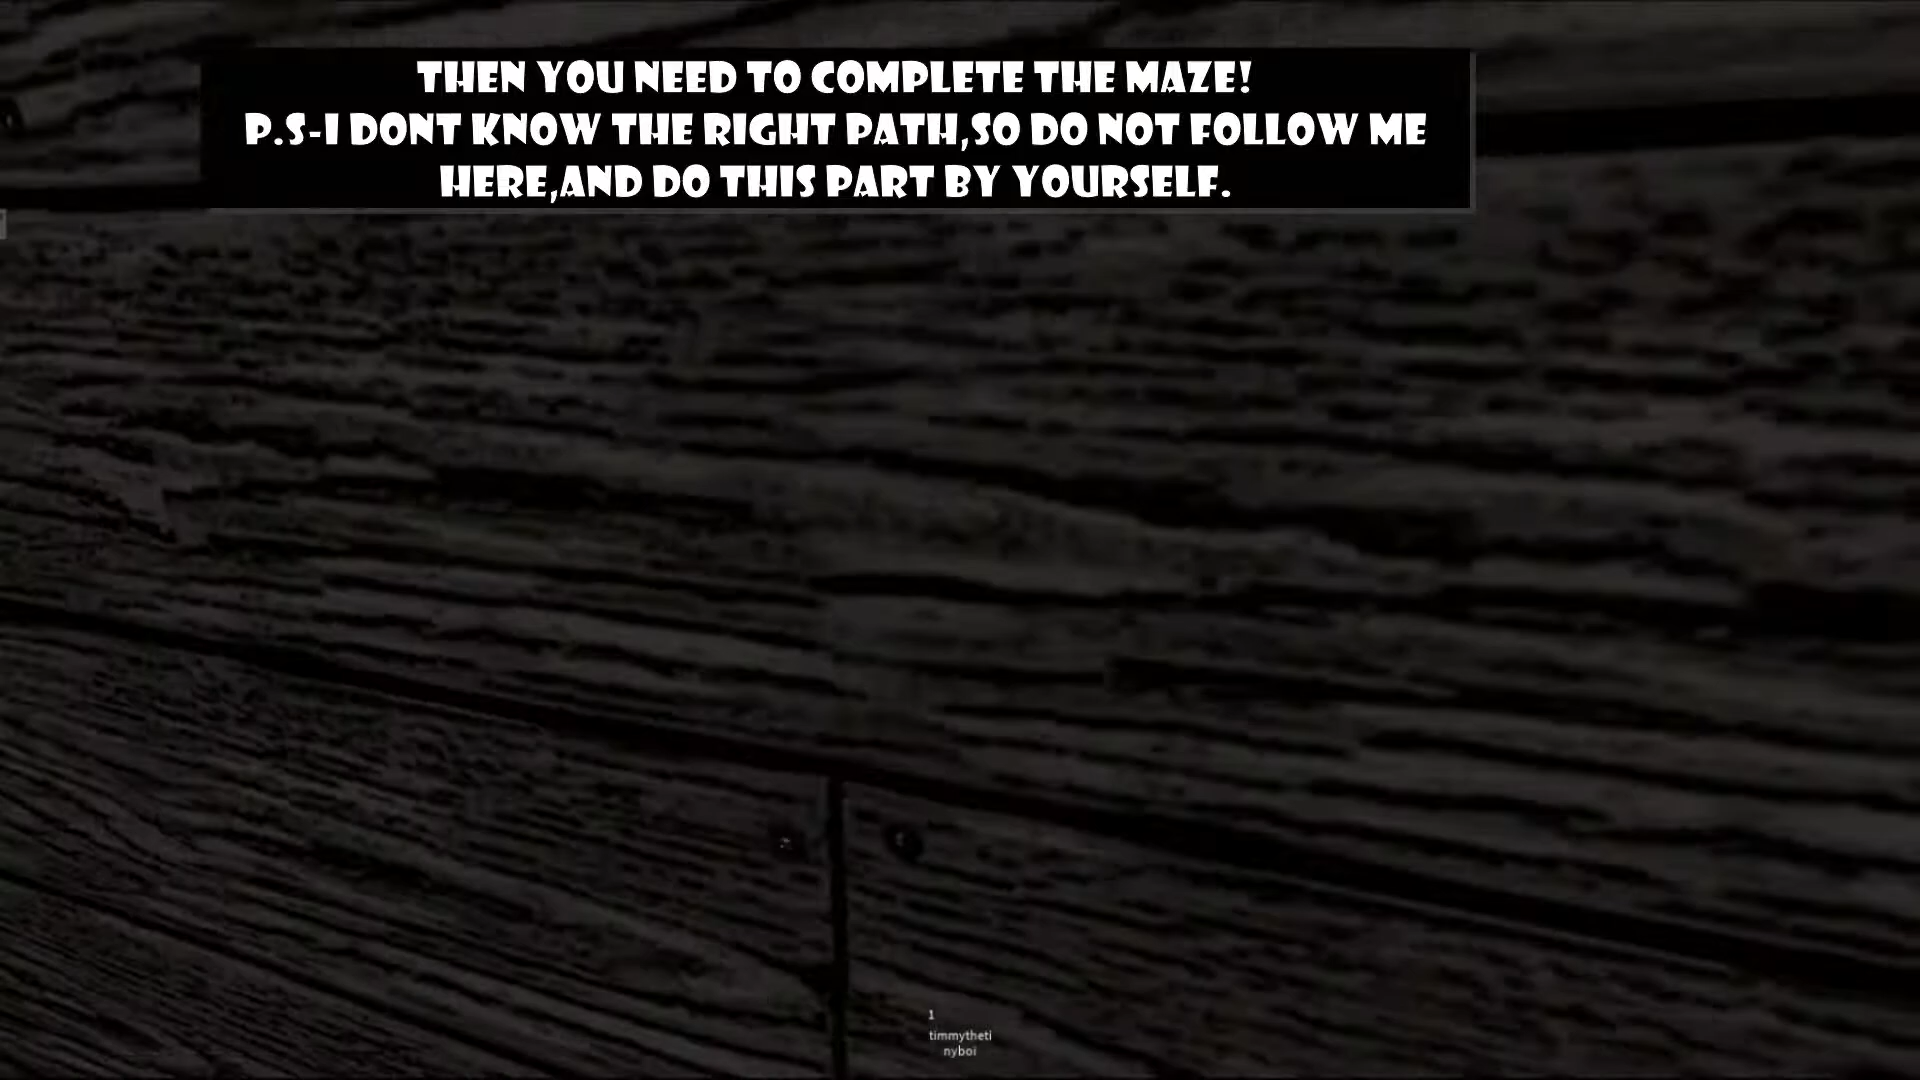 THEN YOU NEED TO COMPLETE THE MAZE!
P.S-I DONT KNOW THE RIGHT PATH,SO DO NOT FOLLOW ME
HERE,AND DO THIS PART BY YOURSELF.
1
timmytheti
nyboi